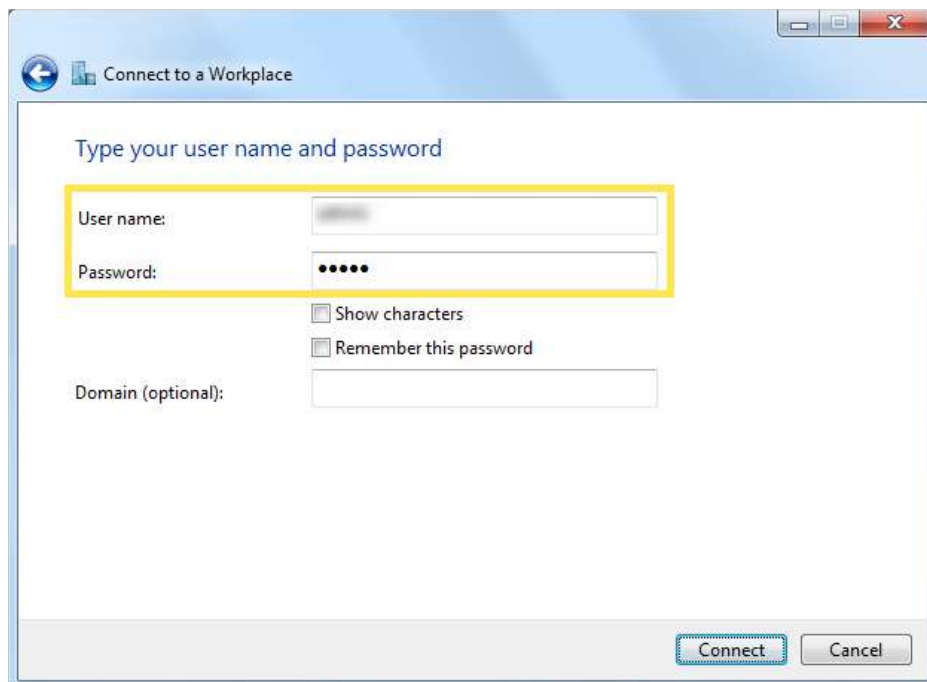 Connect to a Workplace
Type your user name and password
User name:
Password: •••••
Show characters
Remember this password
Domain (optional):
Connect Cancel